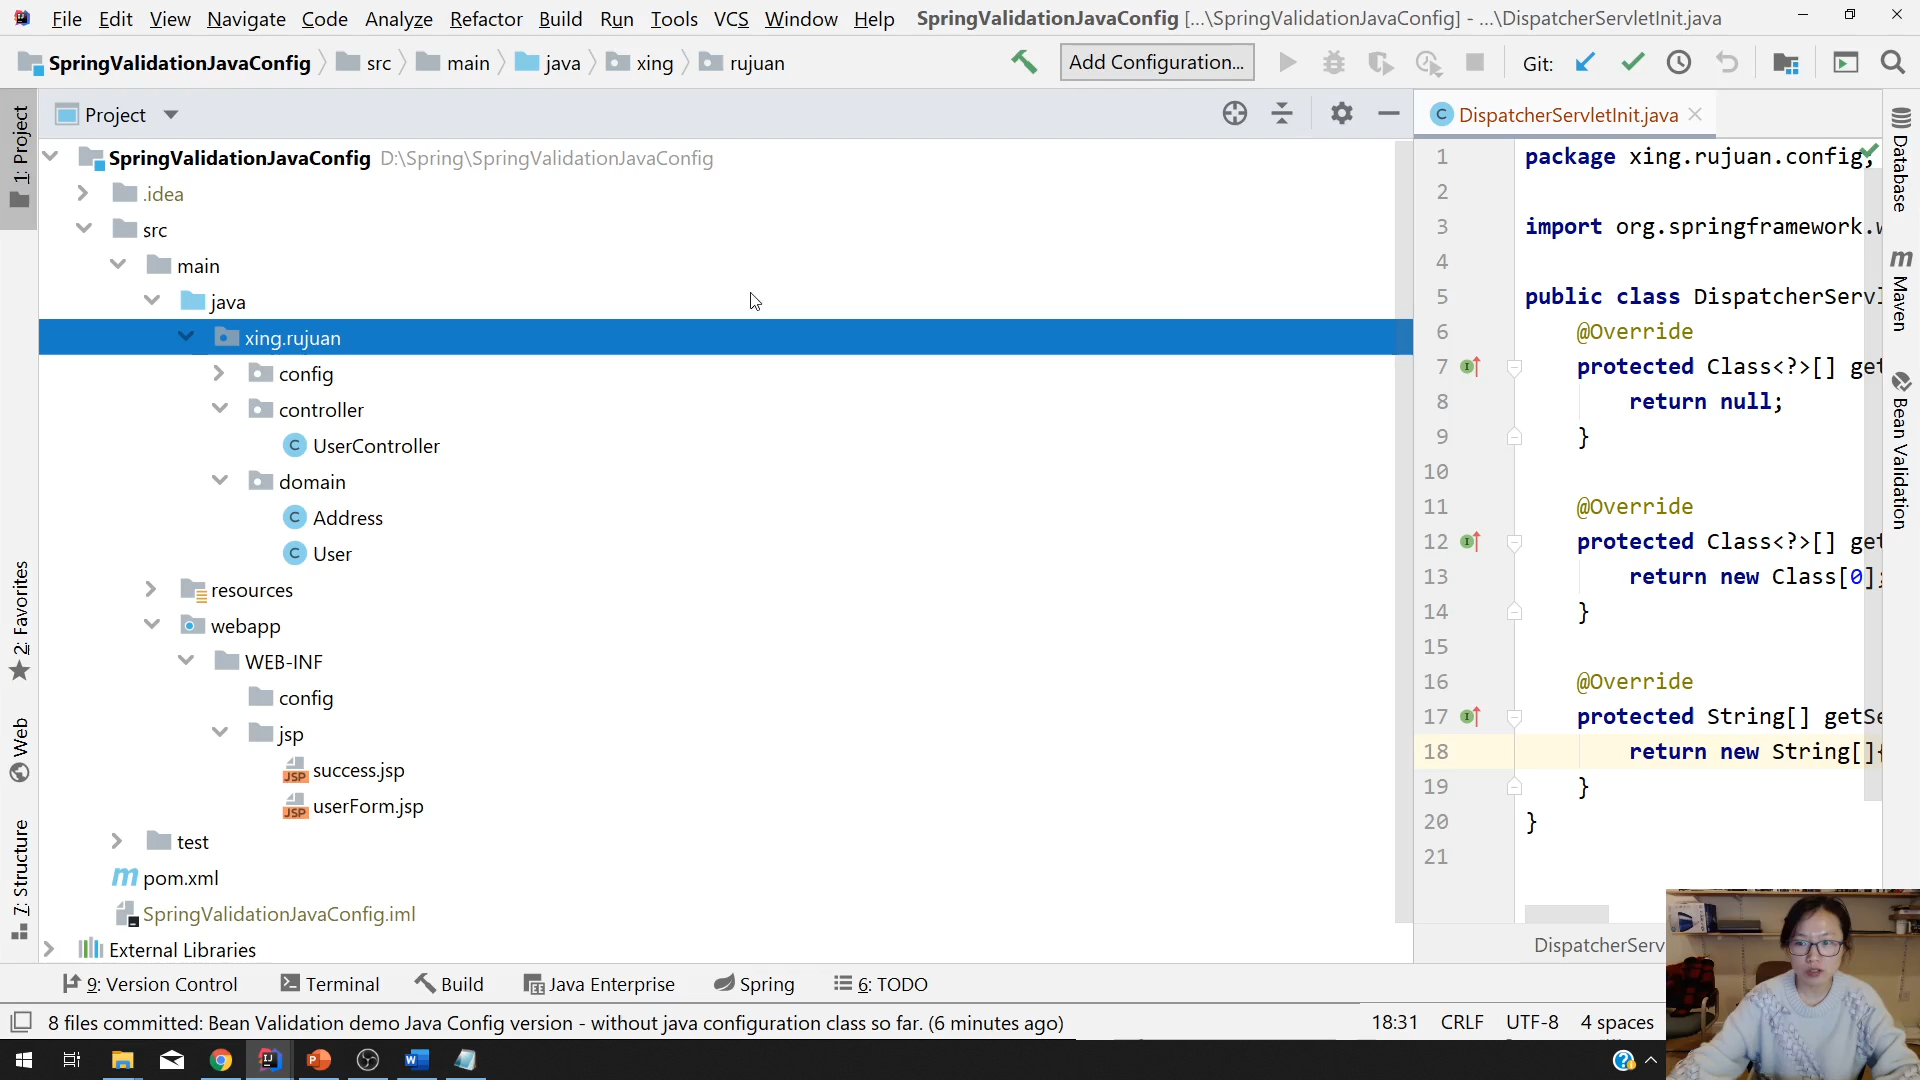 File Edit View Navigate Code Analyze Refactor Build Run Tools VCS Window Help SpringValidationJavaConfig [...\SpringValidationJavaConfig] - ...\DispatcherServletInit.java
SpringValidationJavaConfig src main java xing rujuan Add Configuration... Git:
Project
DispatcherServletInit.java
1: Project
2: Favorites
Web
7: Structure
SpringValidationJavaConfig D:\Spring\SpringValidationJavaConfig
.idea
src
main
java
xing.rujuan
config
controller
UserController
domain
Address
User
resources
webapp
WEB-INF
config
jsp
success.jsp
userForm.jsp
test
pom.xml
SpringValidationJavaConfig.iml
External Libraries
1 package xing.rujuan.config;
2
3 import org.springframework.w
4
5 public class DispatcherServl
6 @Override
7 protected Class<?>[] get
8 return null;
9 }
10
11 @Override
12 protected Class<?>[] get
13 return new Class[0];
14 }
15
16 @Override
17 protected String[] getSe
18 return new String[]{
19 }
20 }
21
DispatcherServ
Database
Maven
Bean Validation
9: Version Control Terminal Build Java Enterprise Spring 6: TODO
8 files committed: Bean Validation demo Java Config version - without java configuration class so far. (6 minutes ago) 18:31 CRLF UTF-8 4 spaces